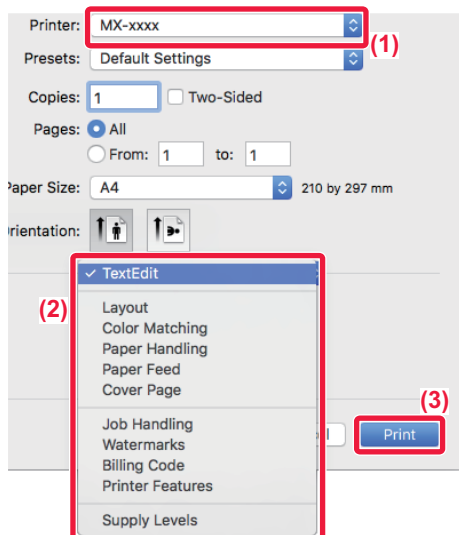 Printer: MX-xxxx
(1)
Presets: Default Settings
Copies: 1 Two-Sided
Pages: All
From: 1 to: 1
Paper Size: A4 210 by 297 mm
rientation:
✓ TextEdit
(2)
Layout
Color Matching
Paper Handling
Paper Feed
Cover Page
(3)
Job Handling
Watermarks
Billing Code
Printer Features
l Print
Supply Levels